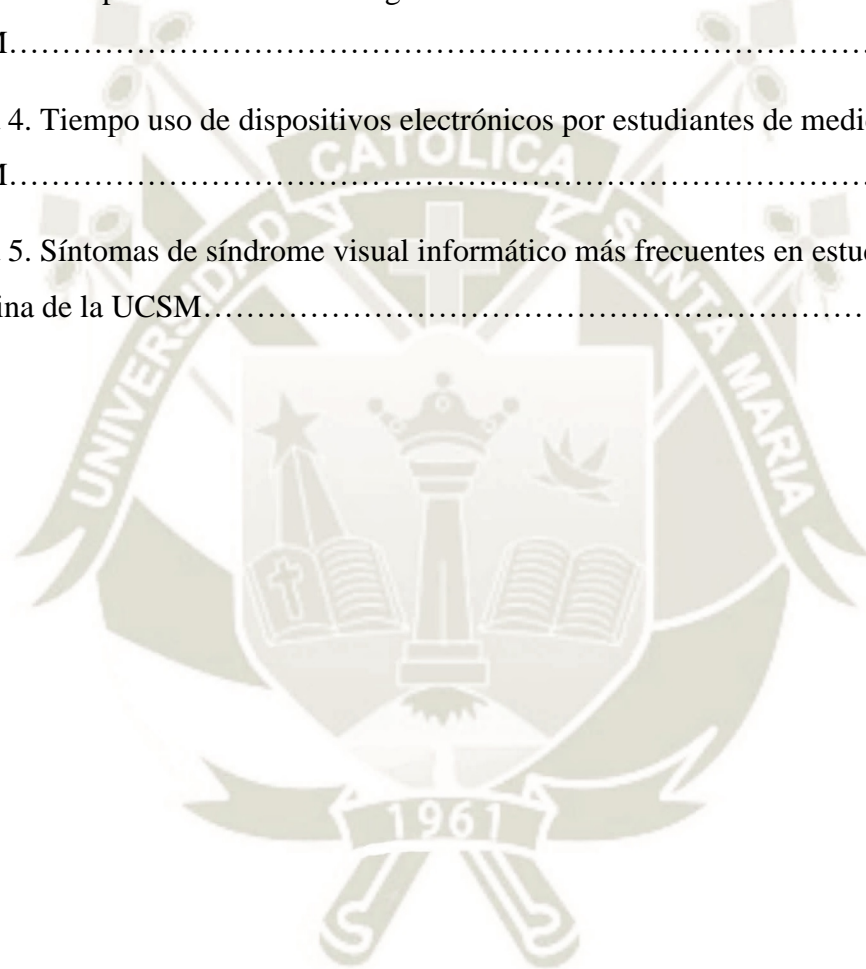 M……………………………………………………………………………
4. Tiempo uso de dispositivos electrónicos por estudiantes de medi
M……………………………………………………………………………
5. Síntomas de síndrome visual informático más frecuentes en estu
ina de la UCSM………………………………………………………
UNIVERSIDAD CATOLICA SANTA MARIA
1961